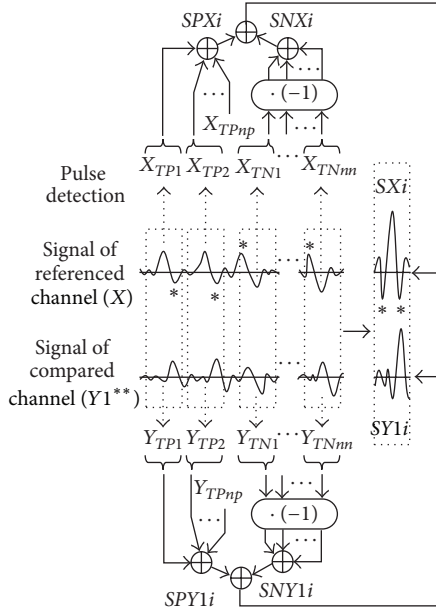 SPXi SNXi
...
· (−1)
...
...
X_TPnp
X_TP1 X_TP2 X_TN1 ... X_TNnn
Pulse
detection
SXi
Signal of
referenced
channel (X)
* * * * ...
* *
Signal of
compared
channel (Y1**)
...
SY1i
Y_TP1 Y_TP2 Y_TN1 ... Y_TNnn
Y_TPnp
...
...
· (−1)
...
SPY1i SNY1i